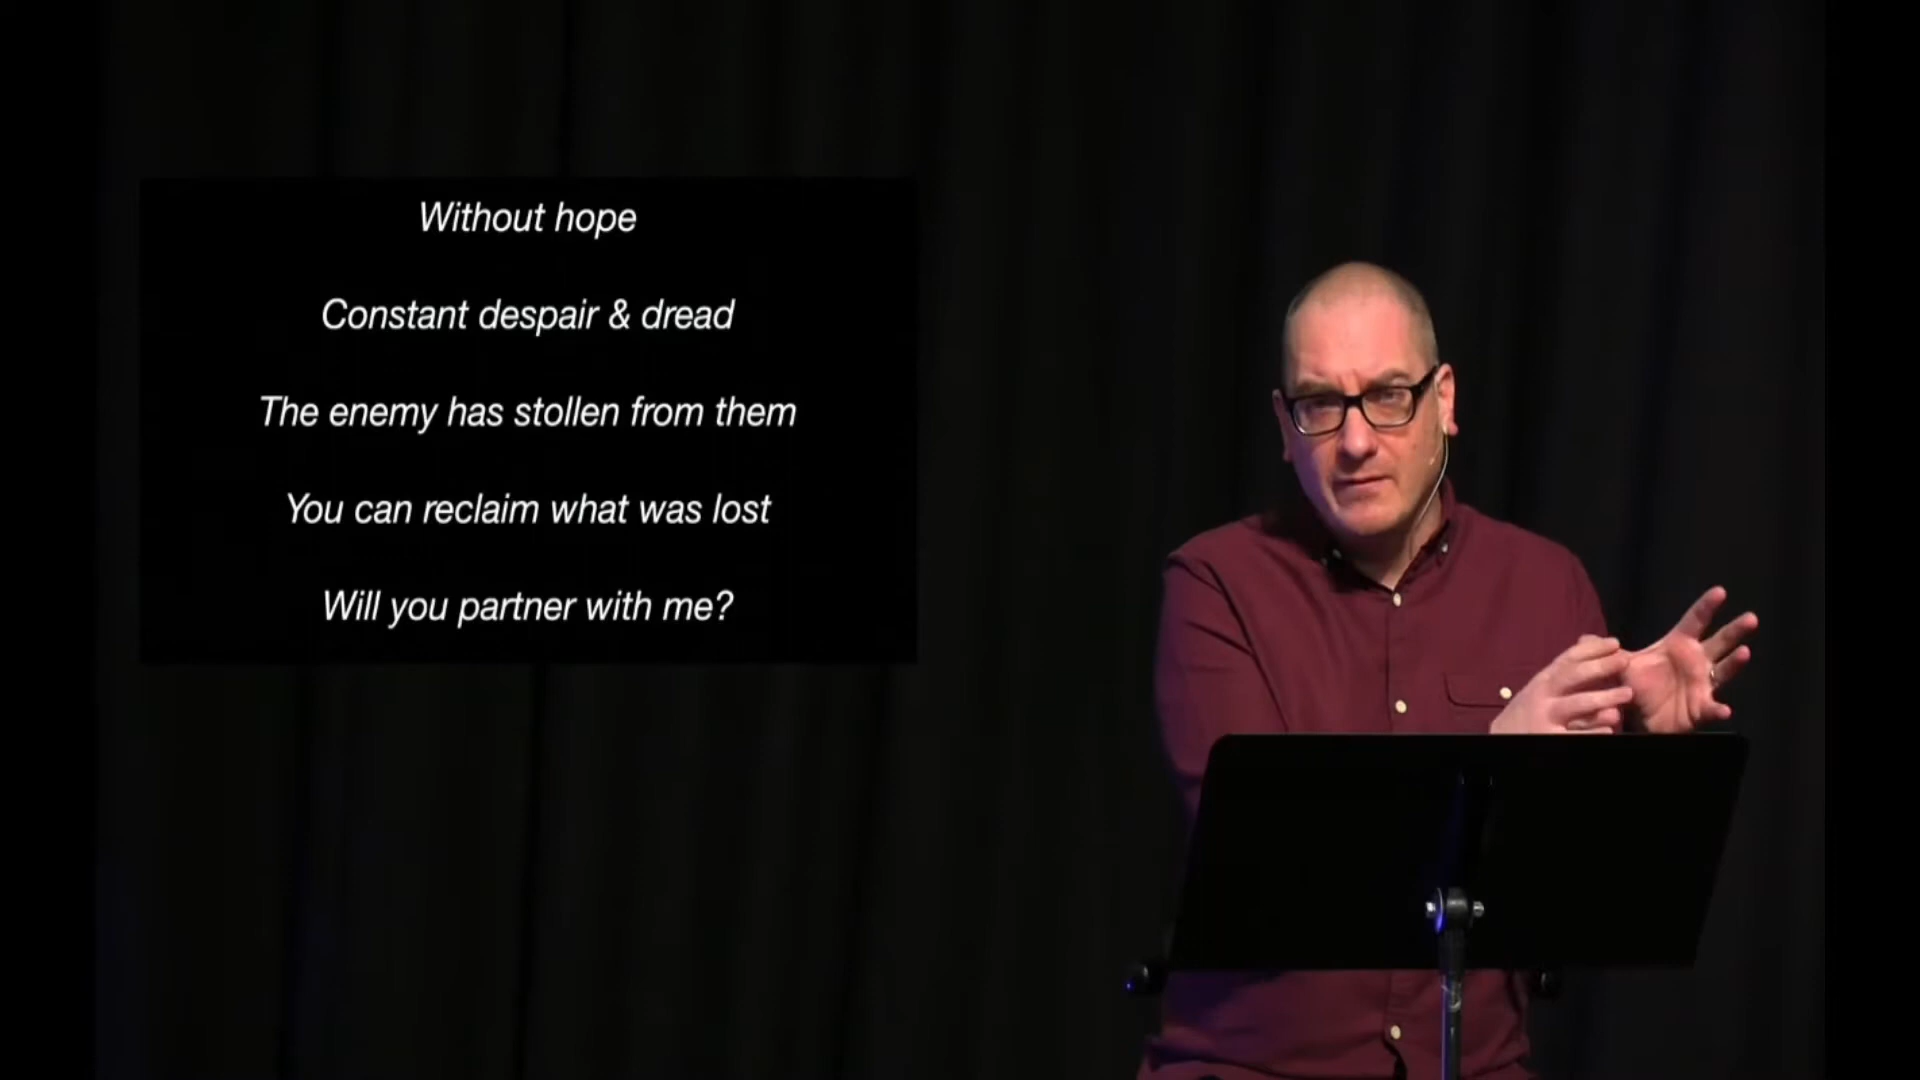 Without hope
Constant despair & dread
The enemy has stollen from them
You can reclaim what was lost
Will you partner with me?